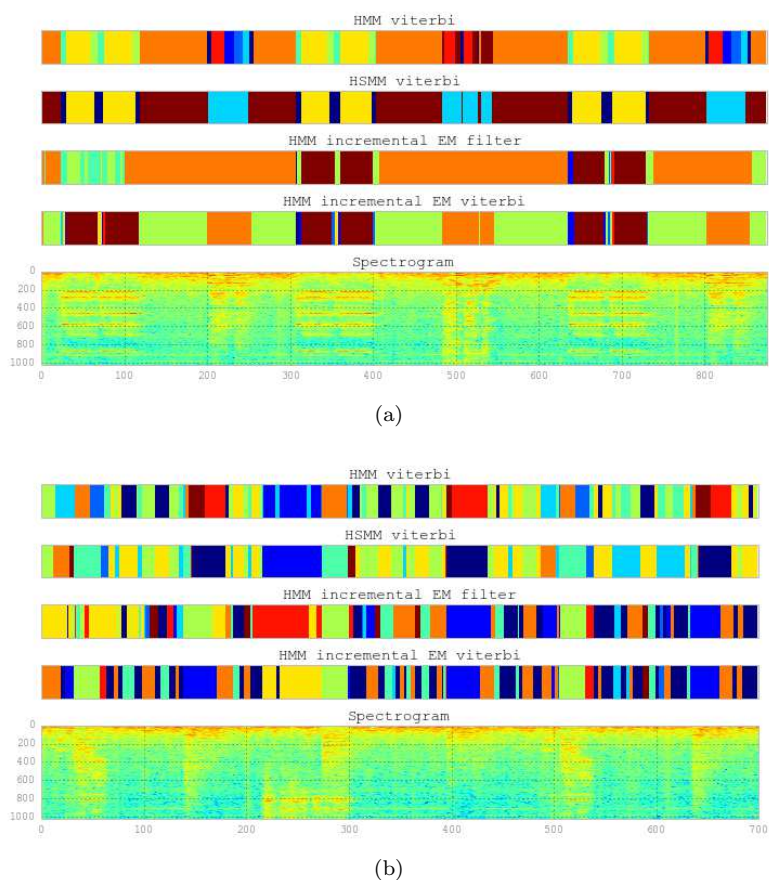 HMM viterbi
HSMM viterbi
HMM incremental EM filter
HMM incremental EM viterbi
Spectrogram
0
200
400
600
800
1000
0 100 200 300 400 500 600 700 800
(a)
HMM viterbi
HSMM viterbi
HMM incremental EM filter
HMM incremental EM viterbi
Spectrogram
0
200
400
600
800
1000
0 100 200 300 400 500 600 700
(b)